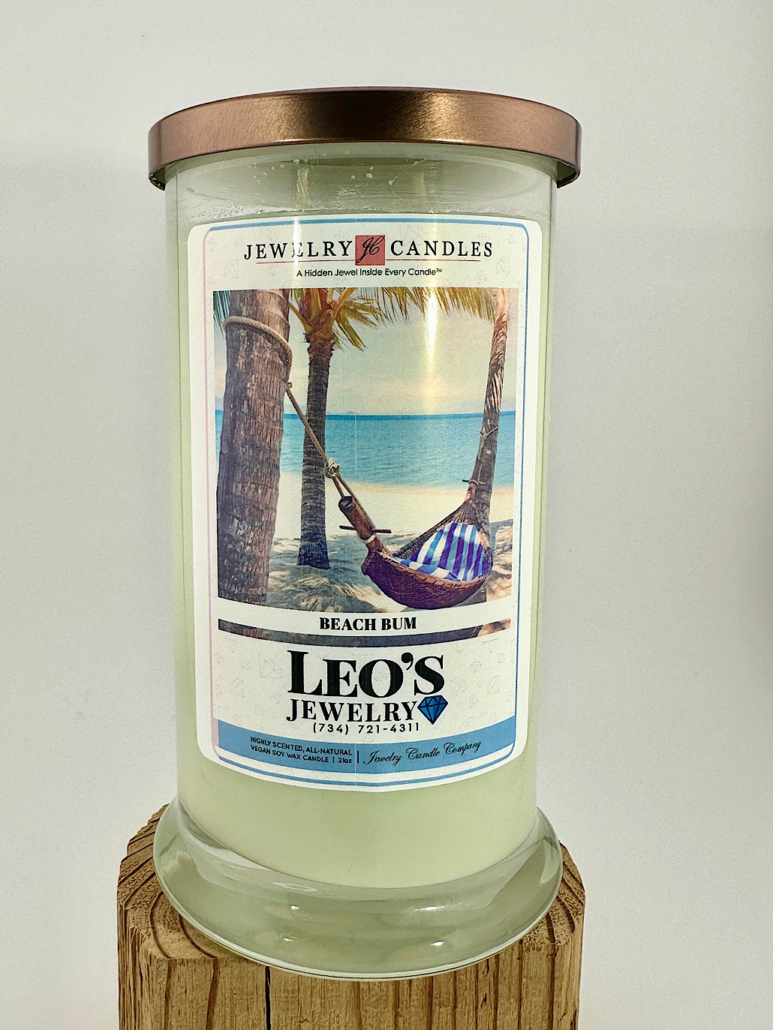 JEWELRY JC CANDLES
A Hidden Jewel Inside Every Candle™
BEACH BUM
LEO'S
JEWELRY
(734) 721-4311
HIGHLY SCENTED, ALL-NATURAL
VEGAN SOY WAX CANDLE | 21oz
Jewelry Candle Company